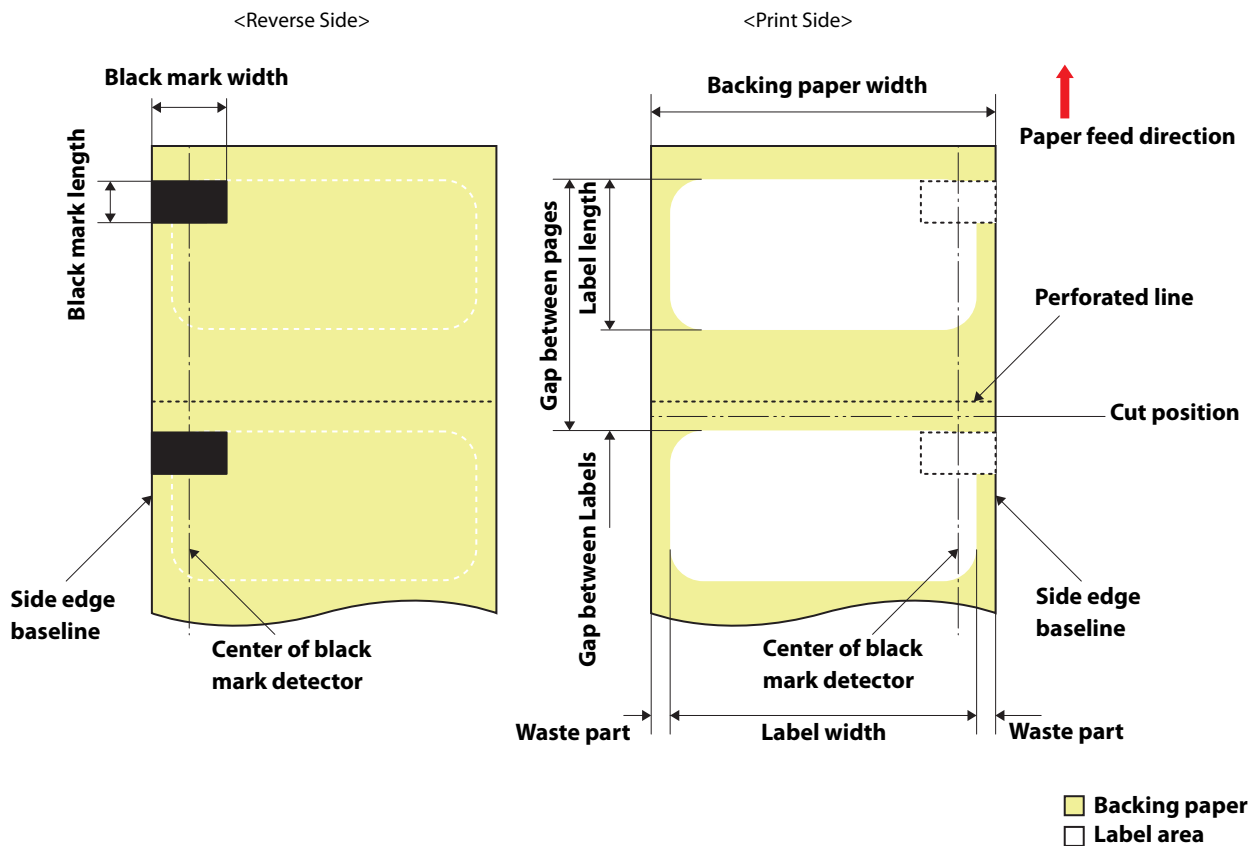 <Reverse Side>
<Print Side>
Black mark width
Backing paper width
Paper feed direction
Black mark length
Gap between pages
Label length
Perforated line
Cut position
Gap between Labels
Side edge
baseline
Center of black
mark detector
Center of black
mark detector
Side edge
baseline
Waste part
Label width
Waste part
Backing paper
Label area